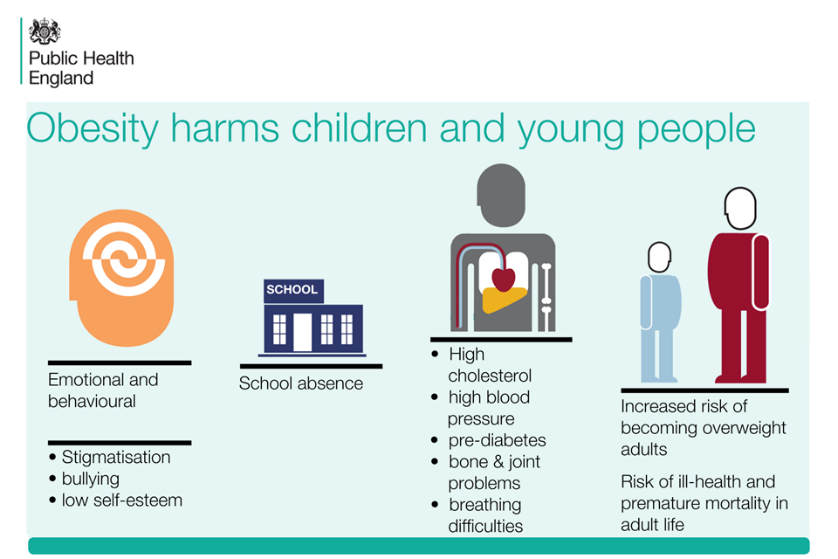 Public Health
England
Obesity harms children and young people
Emotional and
behavioural
• Stigmatisation
• bullying
• low self-esteem
SCHOOL
School absence
• High
cholesterol
• high blood
pressure
• pre-diabetes
• bone & joint
problems
• breathing
difficulties
Increased risk of
becoming overweight
adults
Risk of ill-health and
premature mortality in
adult life